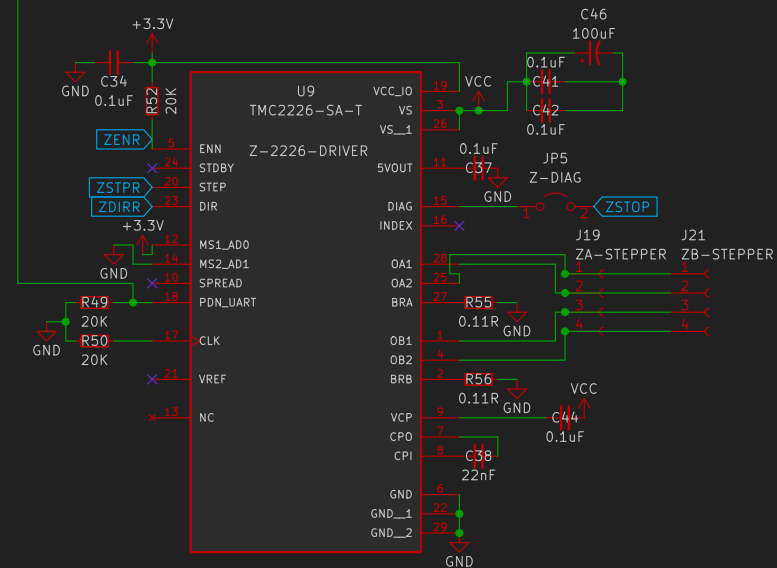 C46
100uF
+3.3V
0.1uF
C41
C42
0.1uF
VCC
C34
0.1uF
GND
R52
20K
U9
TMC2226-SA-T
Z-2226-DRIVER
ZENR
5
ENN
24
STDBY
ZSTPR
20
STEP
ZDIRR
23
DIR
+3.3V
12
MS1_AD0
GND
14
MS2_AD1
10
SPREAD
R49
20K
18
PDN_UART
GND
R50
20K
17
CLK
21
VREF
13
NC
VCC_IO
19
VS
3
VS__1
26
0.1uF
5VOUT
11
C37
GND
JP5
Z-DIAG
DIAG
15
1
2
ZSTOP
INDEX
16
J19
ZA-STEPPER
J21
ZB-STEPPER
OA1
28
OA2
25
1
2
3
4
1
2
3
4
BRA
27
R55
0.11R
GND
OB1
1
OB2
4
BRB
2
R56
0.11R
GND
VCC
VCP
9
C44
0.1uF
CPO
7
CPI
8
C38
22nF
GND
6
GND__1
22
GND__2
29
GND